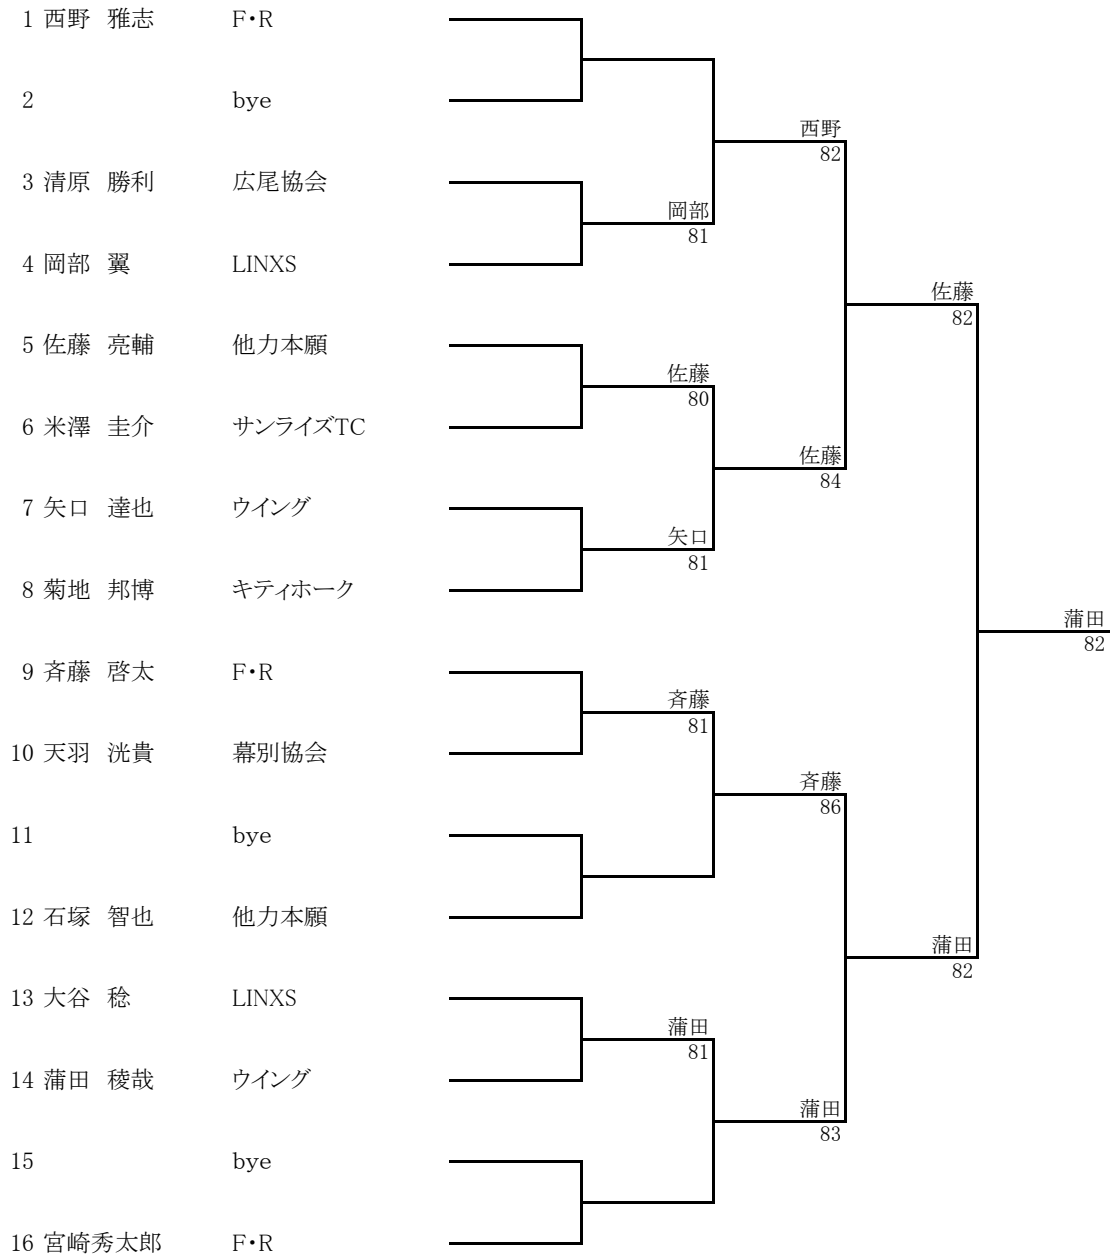 1 西野 雅志 F・R
2 bye
西野
82
3 清原 勝利 広尾協会
岡部
81
4 岡部 翼 LINXS
佐藤
82
5 佐藤 亮輔 他力本願
佐藤
80
6 米澤 圭介 サンライズTC
佐藤
84
7 矢口 達也 ウイング
矢口
81
8 菊地 邦博 キティホーク
蒲田
82
9 斉藤 啓太 F・R
斉藤
81
10 天羽 洸貴 幕別協会
斉藤
86
11 bye
12 石塚 智也 他力本願
蒲田
82
13 大谷 稔 LINXS
蒲田
81
14 蒲田 稜哉 ウイング
蒲田
83
15 bye
16 宮崎秀太郎 F・R